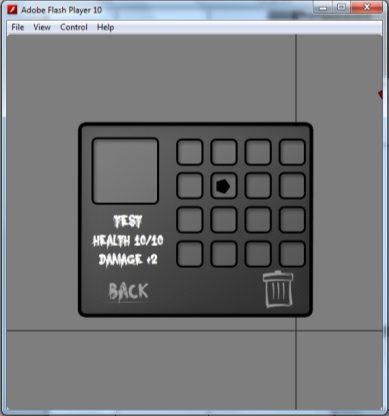 Adobe Flash Player 10
File View Control Help
TEST
HEALTH 10/10
DAMAGE +2
BACK